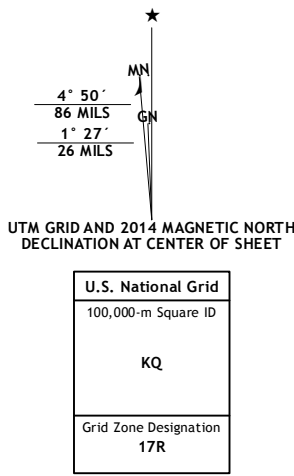 MN
4° 50´
86 MILS
GN
1° 27´
26 MILS
UTM GRID AND 2014 MAGNETIC NORTH
DECLINATION AT CENTER OF SHEET
U.S. National Grid
100,000-m Square ID
KQ
Grid Zone Designation
17R